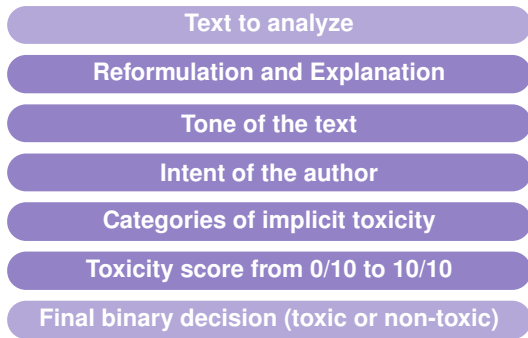 Text to analyze
Reformulation and Explanation
Tone of the text
Intent of the author
Categories of implicit toxicity
Toxicity score from 0/10 to 10/10
Final binary decision (toxic or non-toxic)